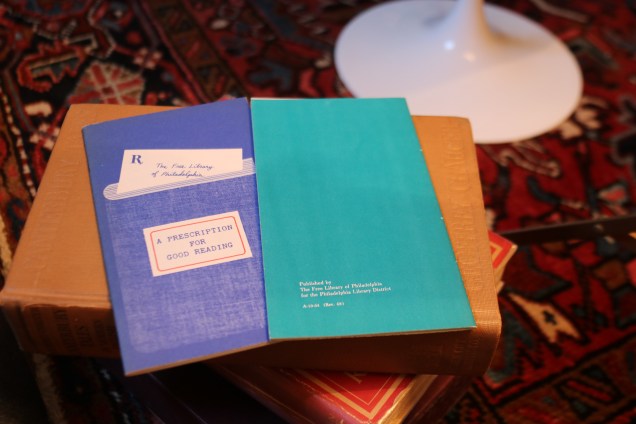 R
The Free Library
of Philadelphia
A PRESCRIPTION
FOR
GOOD READING
Published by
The Free Library of Philadelphia
for the Philadelphia Library District